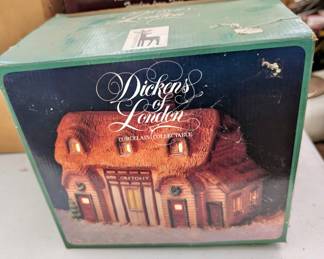 Dickens
of
London
PORCELAIN COLLECTABLE